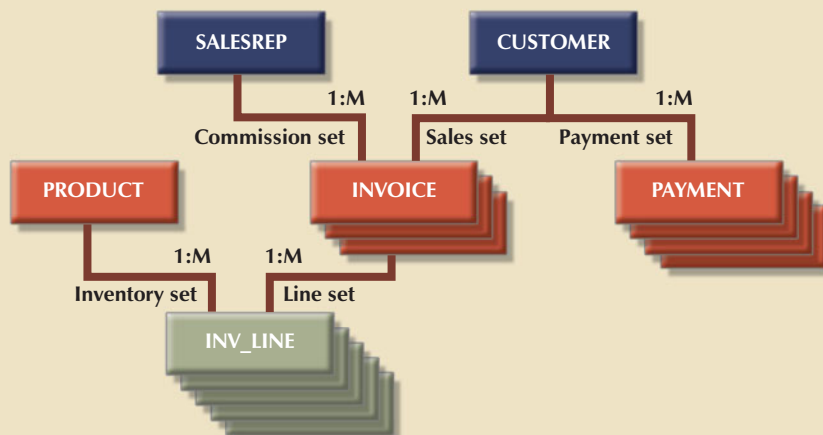 SALESREP
CUSTOMER
1:M
1:M
1:M
Commission set
Sales set
Payment set
PRODUCT
INVOICE
PAYMENT
1:M
1:M
Inventory set
Line set
INV_LINE